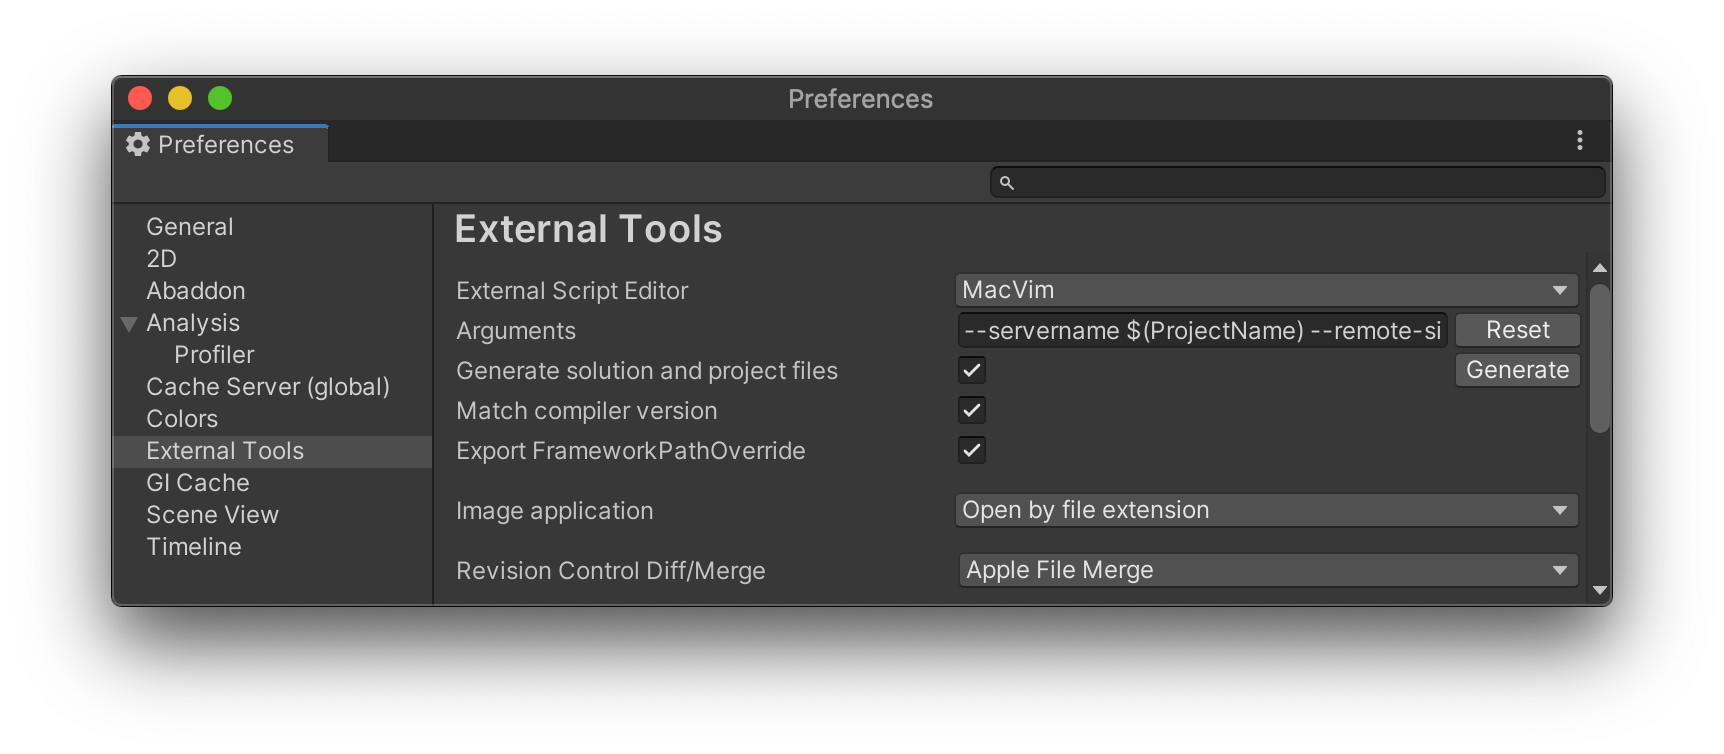 Preferences
Preferences
General
2D
Abaddon
Analysis
Profiler
Cache Server (global)
Colors
External Tools
GI Cache
Scene View
Timeline
External Tools
External Script Editor MacVim
Arguments --servername $(ProjectName) --remote-si Reset
Generate solution and project files Generate
Match compiler version
Export FrameworkPathOverride
Image application Open by file extension
Revision Control Diff/Merge Apple File Merge